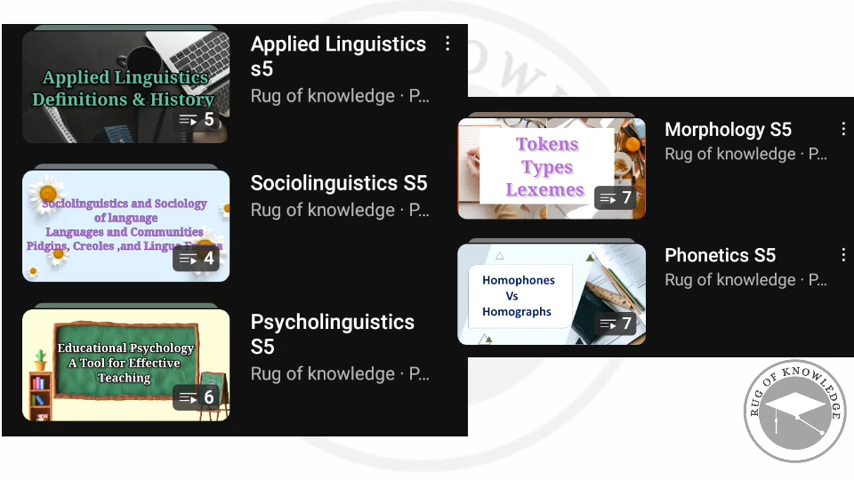 Applied Linguistics
Definitions & History
5
Applied Linguistics
s5
Rug of knowledge · P...
Sociolinguistics and Sociology
of language
Languages and Communities
Pidgins, Creoles ,and Lingua Franca
4
Sociolinguistics S5
Rug of knowledge · P...
Educational Psychology
A Tool for Effective
Teaching
6
Psycholinguistics
S5
Rug of knowledge · P...
Tokens
Types
Lexemes
7
Morphology S5
Rug of knowledge · P...
Homophones
Vs
Homographs
7
Phonetics S5
Rug of knowledge · P...
RUG OF KNOWLEDGE